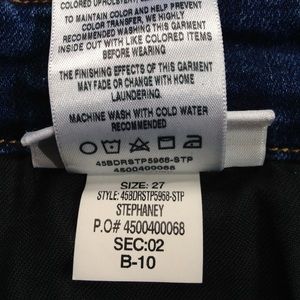 COLORED UPHOLSTERY,
TO MAINTAIN COLOR AND HELP PREVENT
COLOR TRANSFER, WE HIGHLY
RECOMMENDED WASHING THIS GARMENT
INSIDE OUT WITH LIKE COLORED ITEMS
BEFORE WEARING.
THE FINISHING EFFECTS OF THIS GARMENT
MAY FADE OR CHANGE WITH HOME
LAUNDERING.
MACHINE WASH WITH COLD WATER
RECOMMENDED
45BDRSTP5968-STP
4500400068
SIZE: 27
STYLE: 45BDRSTP5968-STP
STEPHANEY
P.O# 4500400068
SEC:02
B-10